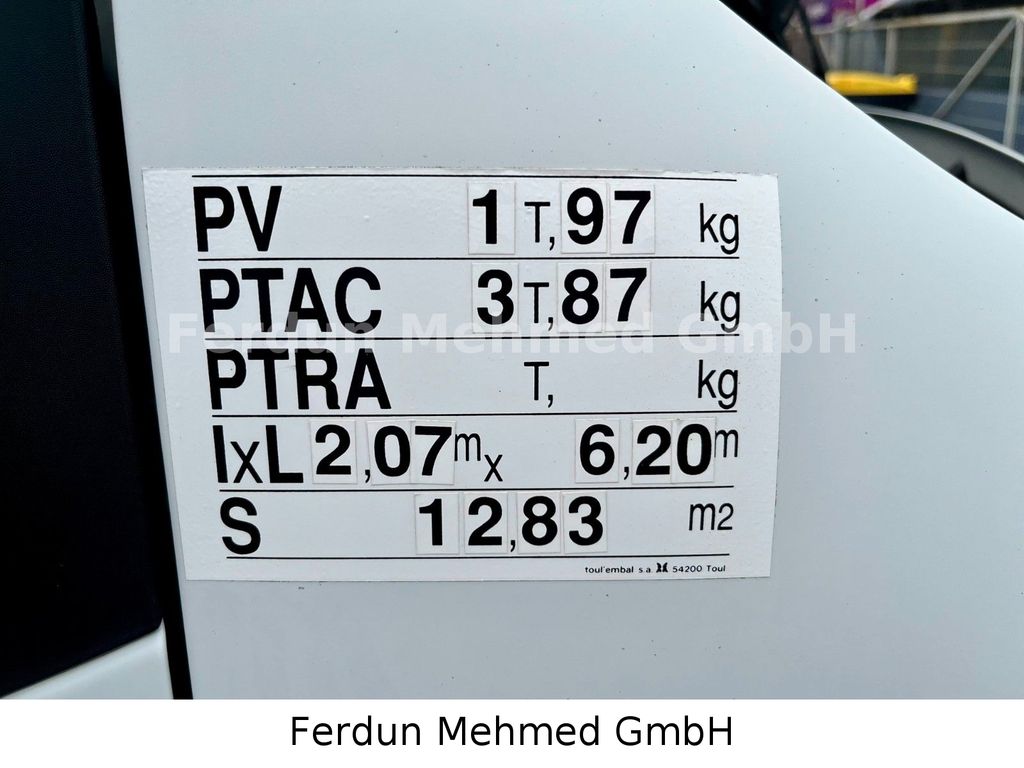 PV 1 T, 97 kg
PTAC 3 T, 87 kg
Ferdun Mehmed GmbH
PTRA T, kg
IxL 2,07 m x 6,20 m
S 12,83 m2
toul'embal s.a. 54200 Toul
Ferdun Mehmed GmbH